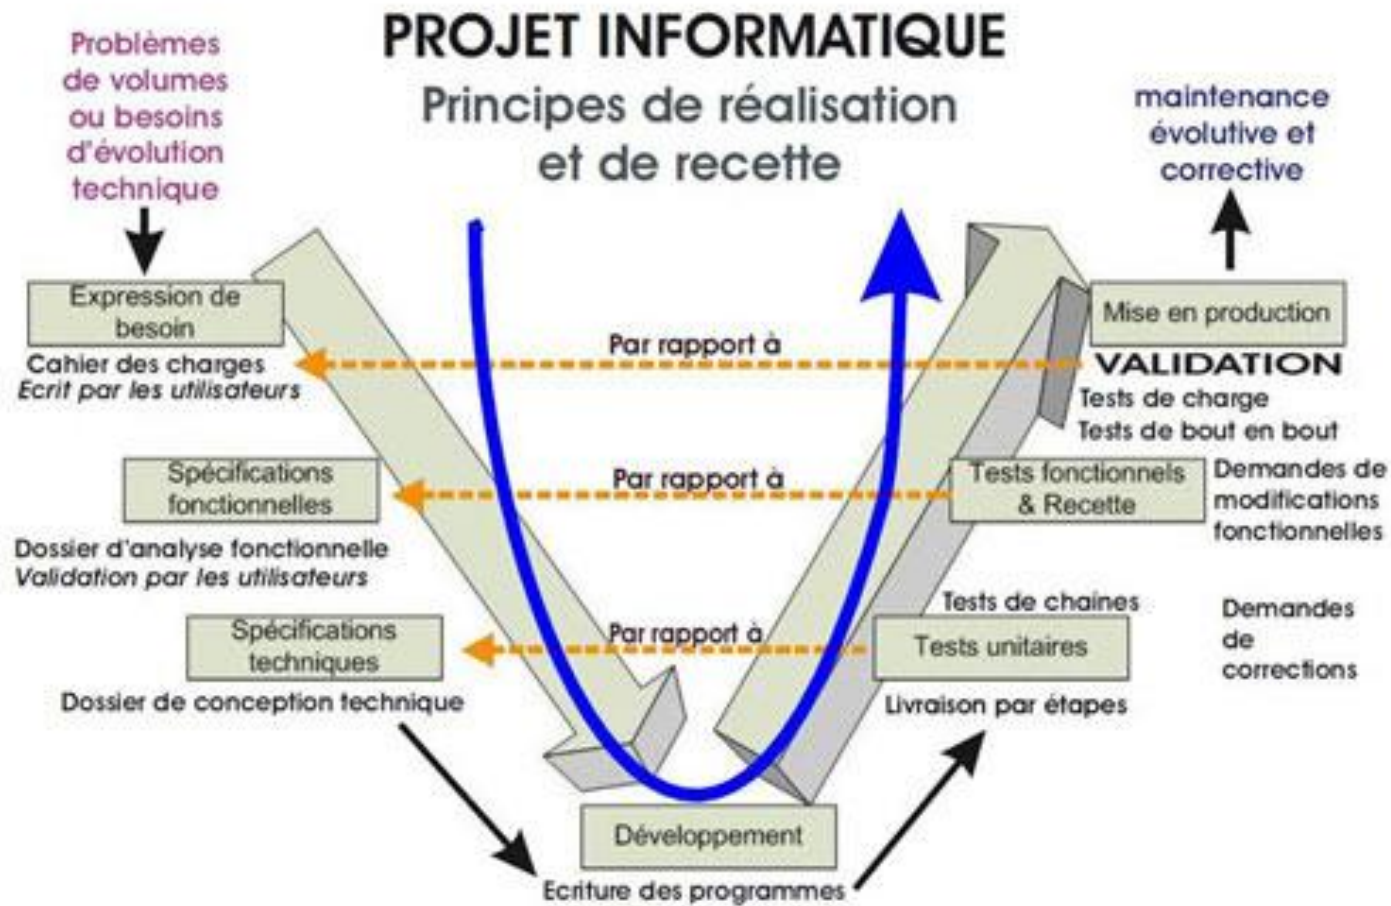 PROJET INFORMATIQUE
Principes de réalisation
et de recette
Problèmes
de volumes
ou besoins
d'évolution
technique
maintenance
évolutive et
corrective
Expression de
besoin
Cahier des charges
Ecrit par les utilisateurs
Par rapport à
Mise en production
VALIDATION
Tests de charge
Tests de bout en bout
Spécifications
fonctionnelles
Dossier d'analyse fonctionnelle
Validation par les utilisateurs
Par rapport à
Tests fonctionnels
& Recette
Demandes de
modifications
fonctionnelles
Spécifications
techniques
Dossier de conception technique
Par rapport à
Tests de chaines
Tests unitaires
Livraison par étapes
Demandes
de
corrections
Développement
Ecriture des programmes